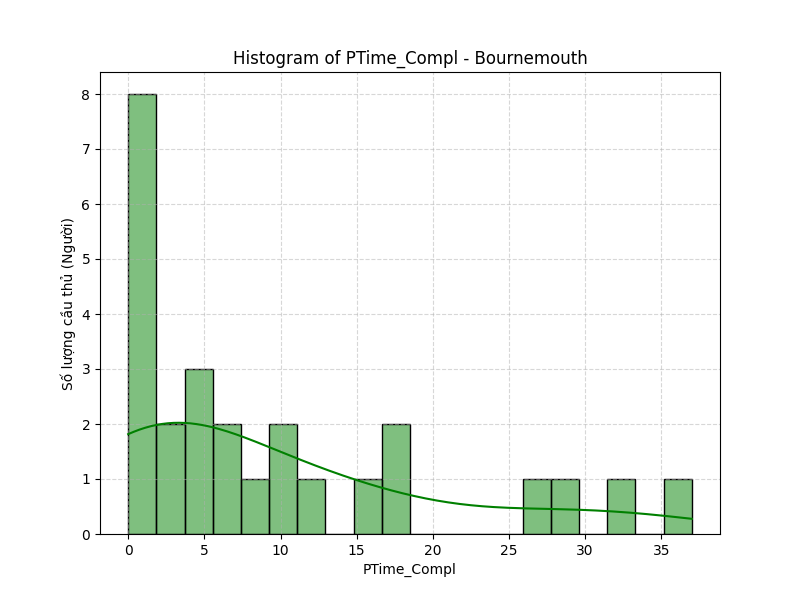 Histogram of PTime_Compl - Bournemouth
Số lượng cầu thủ (Người)
8
7
6
5
4
3
2
1
0
0 5 10 15 20 25 30 35
PTime_Compl